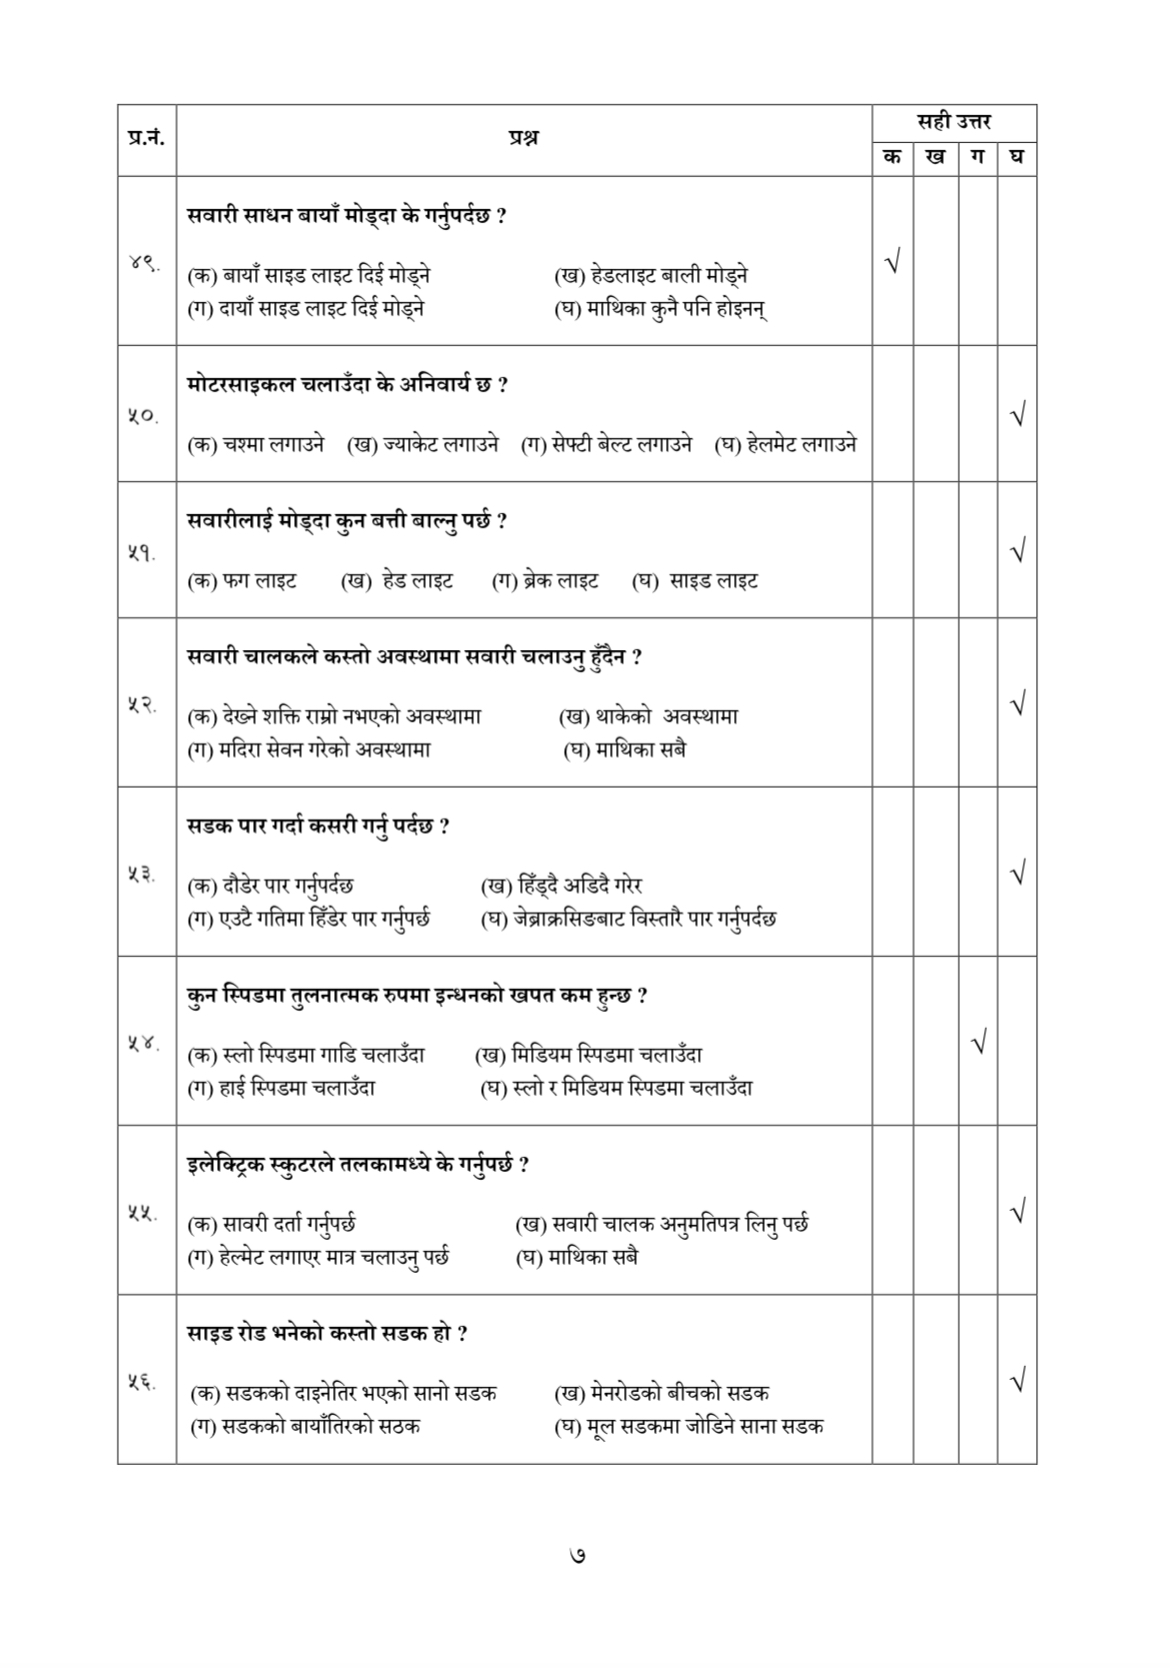 प्र.नं.
प्रश्न
सही उत्तर
क ख ग घ
४९.
सवारी साधन बायाँ मोड्दा के गर्नुपर्दछ ?
(क) बायाँ साइड लाइट दिई मोड्ने (ख) हेडलाइट बाली मोड्ने
(ग) दायाँ साइड लाइट दिई मोड्ने (घ) माथिका कुनै पनि होइनन्
√
५०.
मोटरसाइकल चलाउँदा के अनिवार्य छ ?
(क) चश्मा लगाउने (ख) ज्याकेट लगाउने (ग) सेफ्टी बेल्ट लगाउने (घ) हेलमेट लगाउने
√
५१.
सवारीलाई मोड्दा कुन बत्ती बाल्नु पर्छ ?
(क) फग लाइट (ख) हेड लाइट (ग) ब्रेक लाइट (घ) साइड लाइट
√
५२.
सवारी चालकले कस्तो अवस्थामा सवारी चलाउनु हुँदैन ?
(क) देख्ने शक्ति राम्रो नभएको अवस्थामा (ख) थाकेको अवस्थामा
(ग) मदिरा सेवन गरेको अवस्थामा (घ) माथिका सबै
√
५३.
सडक पार गर्दा कसरी गर्नु पर्दछ ?
(क) दौडेर पार गर्नुपर्दछ (ख) हिँड्दै अडिदै गरेर
(ग) एउटै गतिमा हिँडेर पार गर्नुपर्छ (घ) जेब्राक्रसिङबाट विस्तारै पार गर्नुपर्दछ
√
५४.
कुन स्पिडमा तुलनात्मक रुपमा इन्धनको खपत कम हुन्छ ?
(क) स्लो स्पिडमा गाडि चलाउँदा (ख) मिडियम स्पिडमा चलाउँदा
(ग) हाई स्पिडमा चलाउँदा (घ) स्लो र मिडियम स्पिडमा चलाउँदा
√
५५.
इलेक्ट्रिक स्कुटरले तलकामध्ये के गर्नुपर्छ ?
(क) सावरी दर्ता गर्नुपर्छ (ख) सवारी चालक अनुमतिपत्र लिनु पर्छ
(ग) हेल्मेट लगाएर मात्र चलाउनु पर्छ (घ) माथिका सबै
√
५६.
साइड रोड भनेको कस्तो सडक हो ?
(क) सडकको दाइनेतिर भएको सानो सडक (ख) मेनरोडको बीचको सडक
(ग) सडकको बायाँतिरको सठक (घ) मूल सडकमा जोडिने साना सडक
√
७